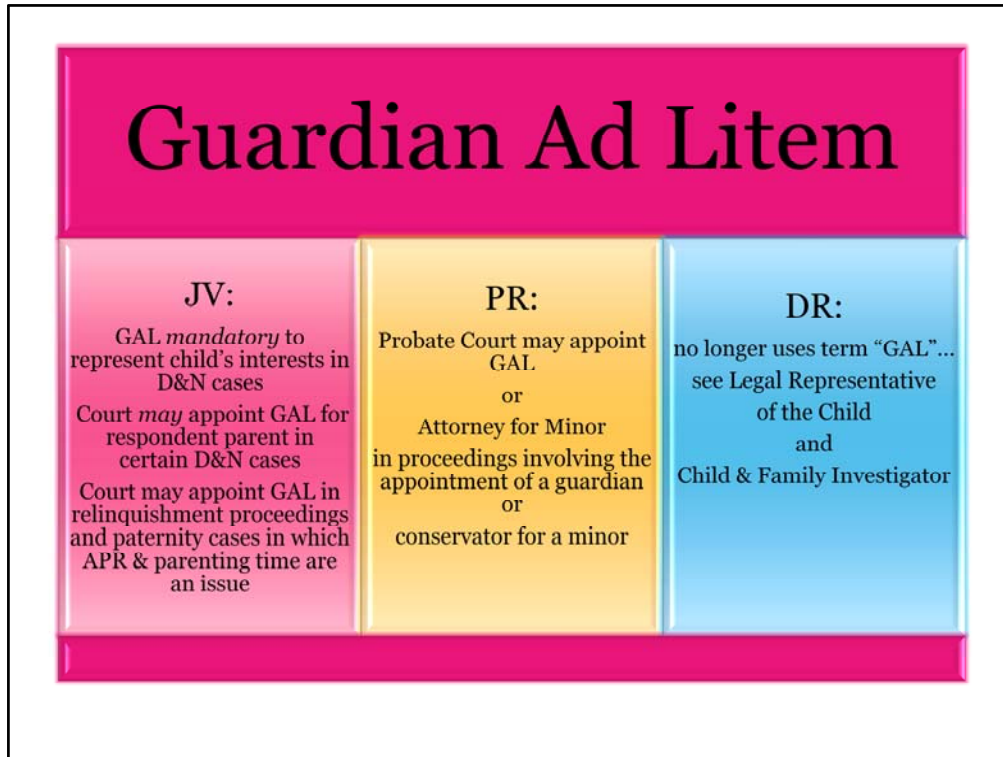 Guardian Ad Litem
JV:
GAL mandatory to
represent child's interests in
D&N cases
Court may appoint GAL for
respondent parent in
certain D&N cases
Court may appoint GAL in
relinquishment proceedings
and paternity cases in which
APR & parenting time are
an issue
PR:
Probate Court may appoint
GAL
or
Attorney for Minor
in proceedings involving the
appointment of a guardian
or
conservator for a minor
DR:
no longer uses term “GAL”...
see Legal Representative
of the Child
and
Child & Family Investigator